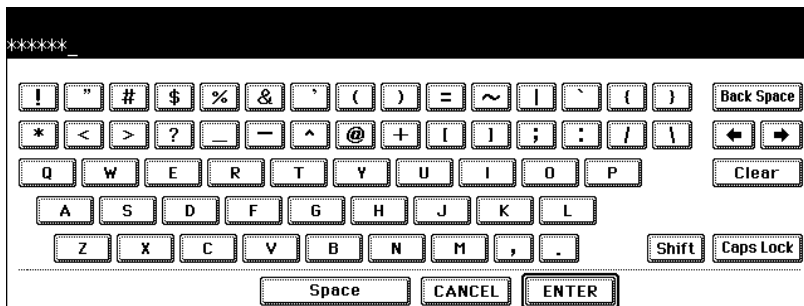 ******_
! " # $ % & ' ( ) = ~ | ` { } Back Space
* < > ? _ - ^ @ + [ ] ; : / \ ← →
Q W E R T Y U I O P Clear
A S D F G H J K L
Z X C V B N M , . Shift Caps Lock
Space CANCEL ENTER